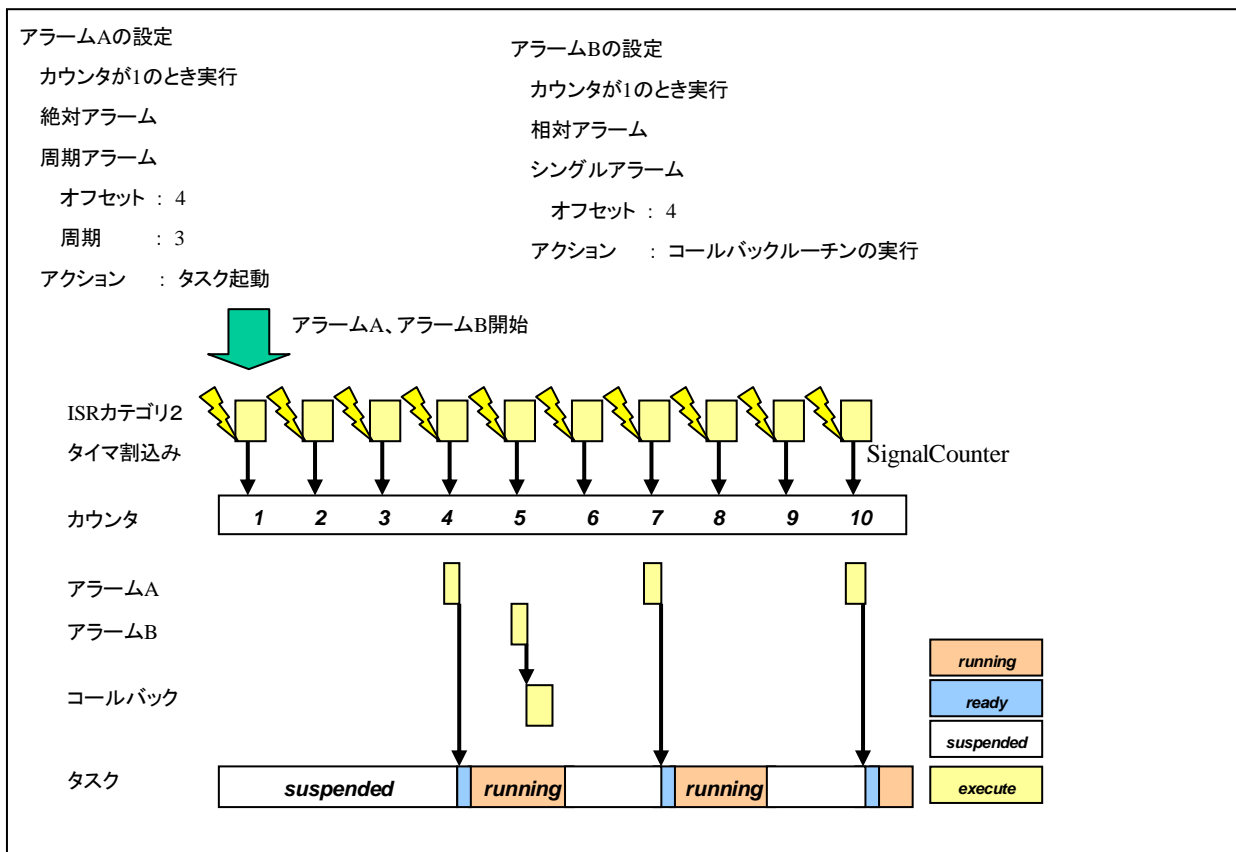 アラームAの設定
カウンタが1のとき実行
絶対アラーム
周期アラーム
オフセット : 4
周期 : 3
アクション : タスク起動
アラームBの設定
カウンタが1のとき実行
相対アラーム
シングルアラーム
オフセット : 4
アクション : コールバックルーチンの実行
アラームA、アラームB開始
ISRカテゴリ2
タイマ割込み
SignalCounter
カウンタ
1 2 3 4 5 6 7 8 9 10
アラームA
アラームB
コールバック
タスク
suspended running running
running
ready
suspended
execute